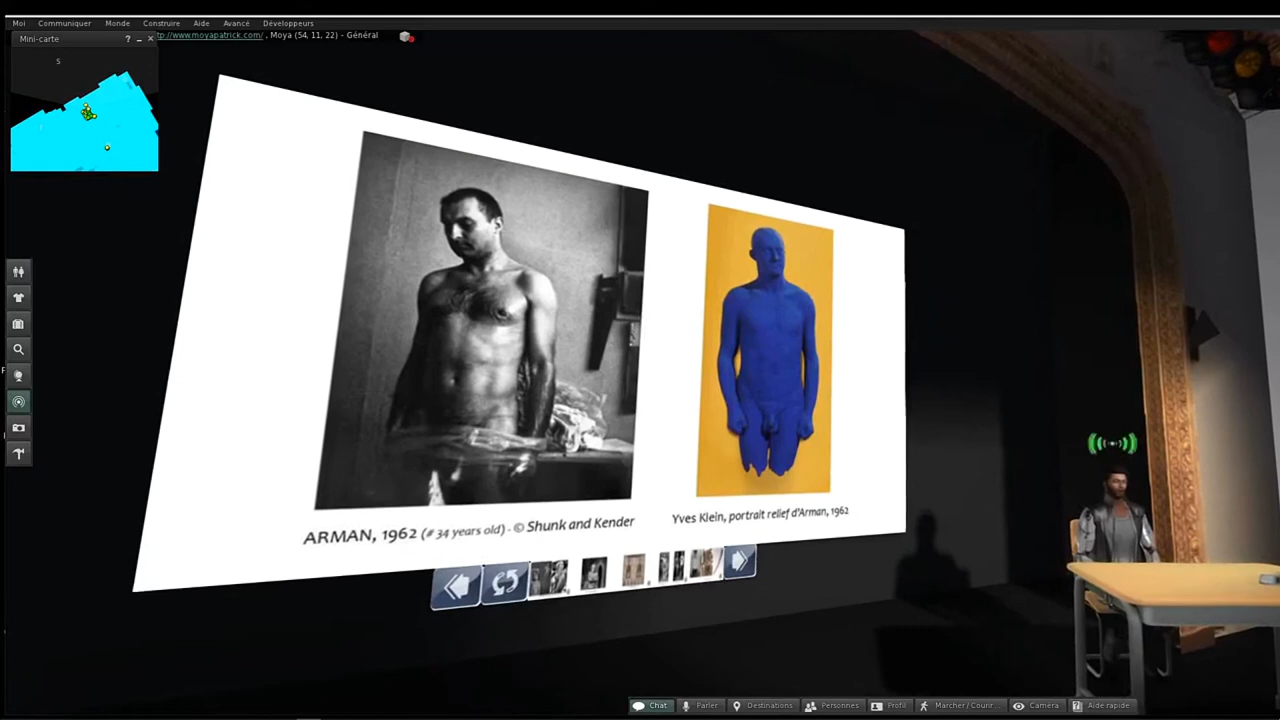 Moi Communiquer Monde Construire Aide Avancé Développeurs
Mini-carte ? _ × ttp://www.moyapatrick.com/ , Moya (54, 11, 22) - Général
S
ARMAN, 1962 (# 34 years old) - © Shunk and Kender
Yves Klein, portrait relief d'Arman, 1962
Chat Parler Destinations Personnes Profil Marcher / Courir... Caméra Aide rapide